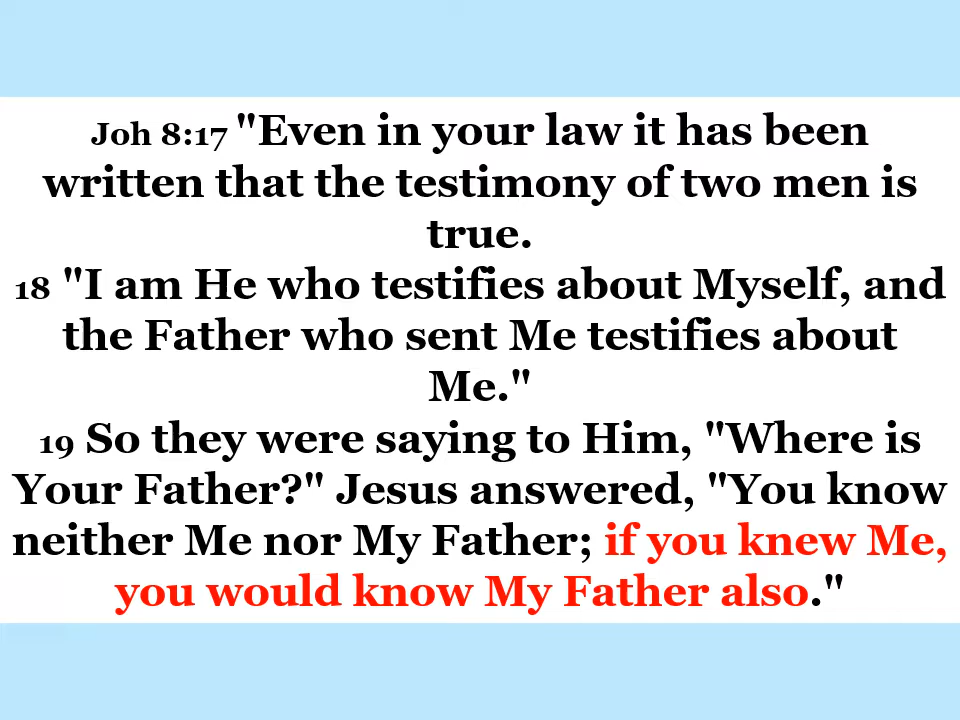 Joh 8:17 "Even in your law it has been
written that the testimony of two men is
true.
18 "I am He who testifies about Myself, and
the Father who sent Me testifies about
Me."
19 So they were saying to Him, "Where is
Your Father?" Jesus answered, "You know
neither Me nor My Father; if you knew Me,
you would know My Father also."